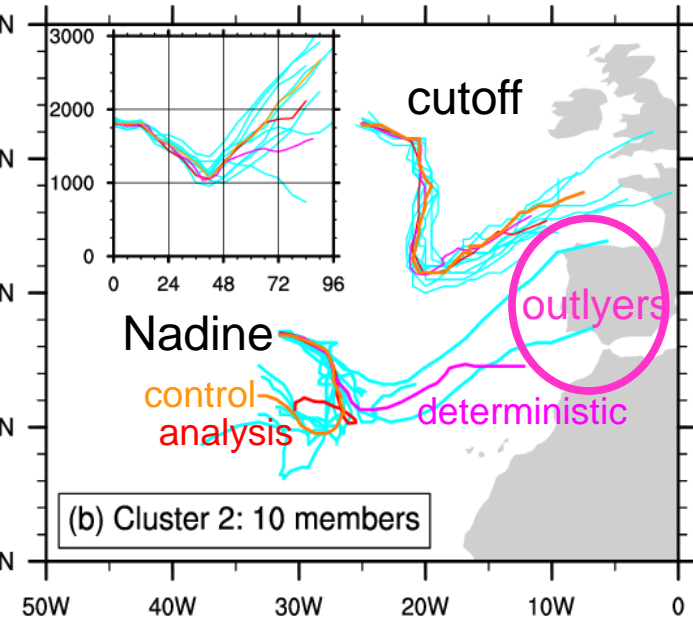 N
3000
2000
1000
0
0 24 48 72 96
cutoff
N
N
outlyers
Nadine
control
deterministic
analysis
N
(b) Cluster 2: 10 members
N
50W 40W 30W 20W 10W 0